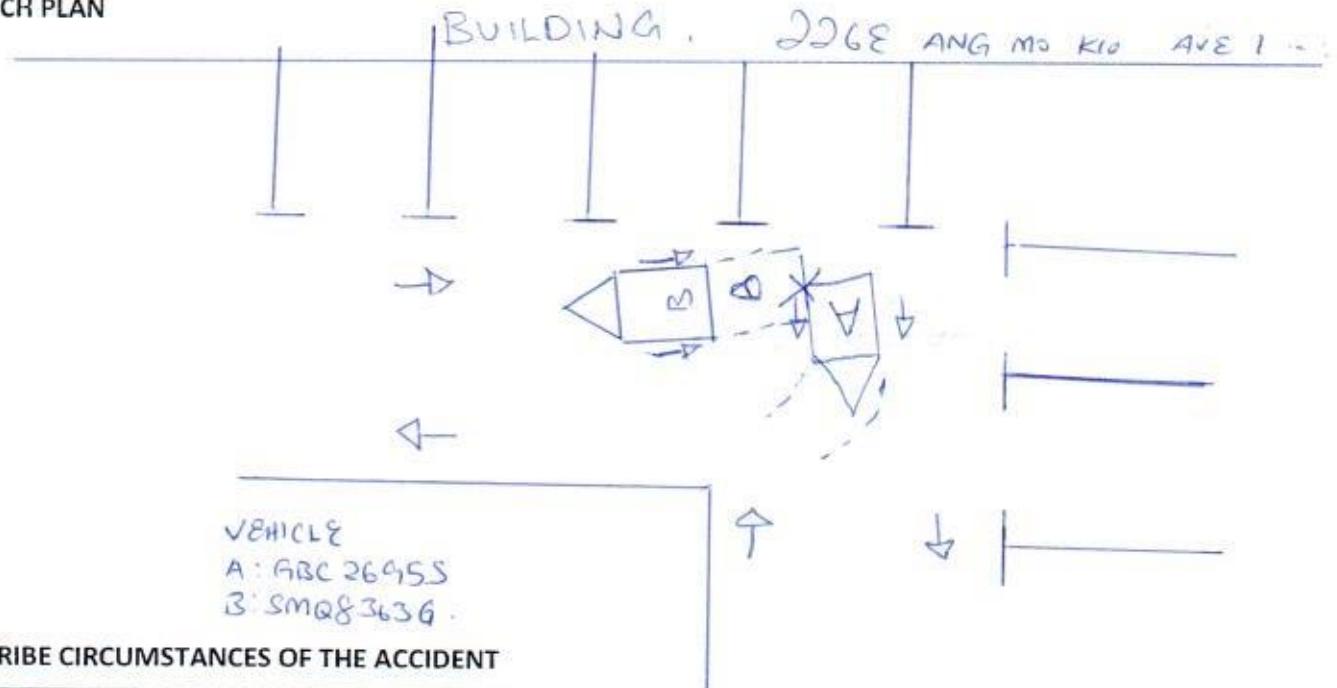 CH PLAN
BUILDING. 226E ANG MO KIO AVE 1
B
B
A
VEHICLE
A: GBC 2695S
B: SMQ8363G.
RIBE CIRCUMSTANCES OF THE ACCIDENT